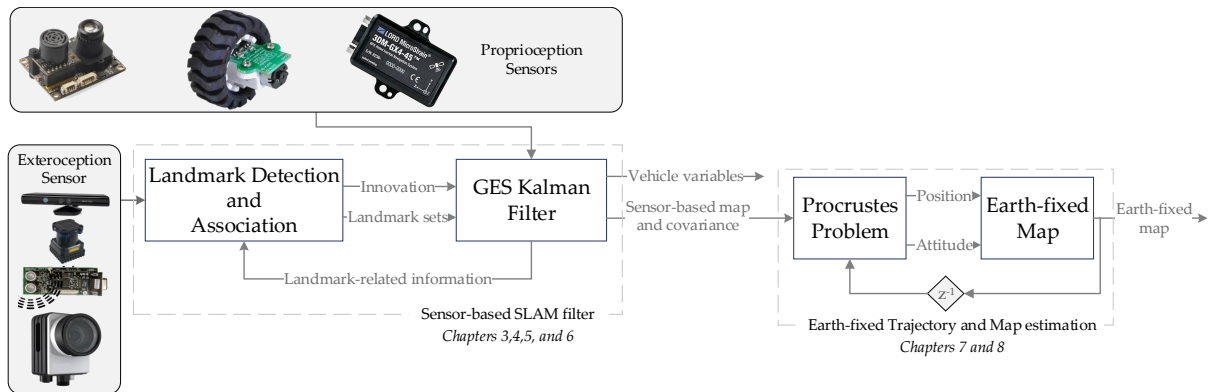 Proprioception
Sensors
LORD MicroStrain
3DM-GX4-45™
0000-0000
Exteroception
Sensor
Landmark Detection
and
Association
Innovation
Landmark sets
GES Kalman
Filter
Landmark-related information
Vehicle variables
Sensor-based map
and covariance
Sensor-based SLAM filter
Chapters 3,4,5, and 6
Procrustes
Problem
Position
Attitude
Earth-fixed
Map
Earth-fixed
map
z-1
Earth-fixed Trajectory and Map estimation
Chapters 7 and 8